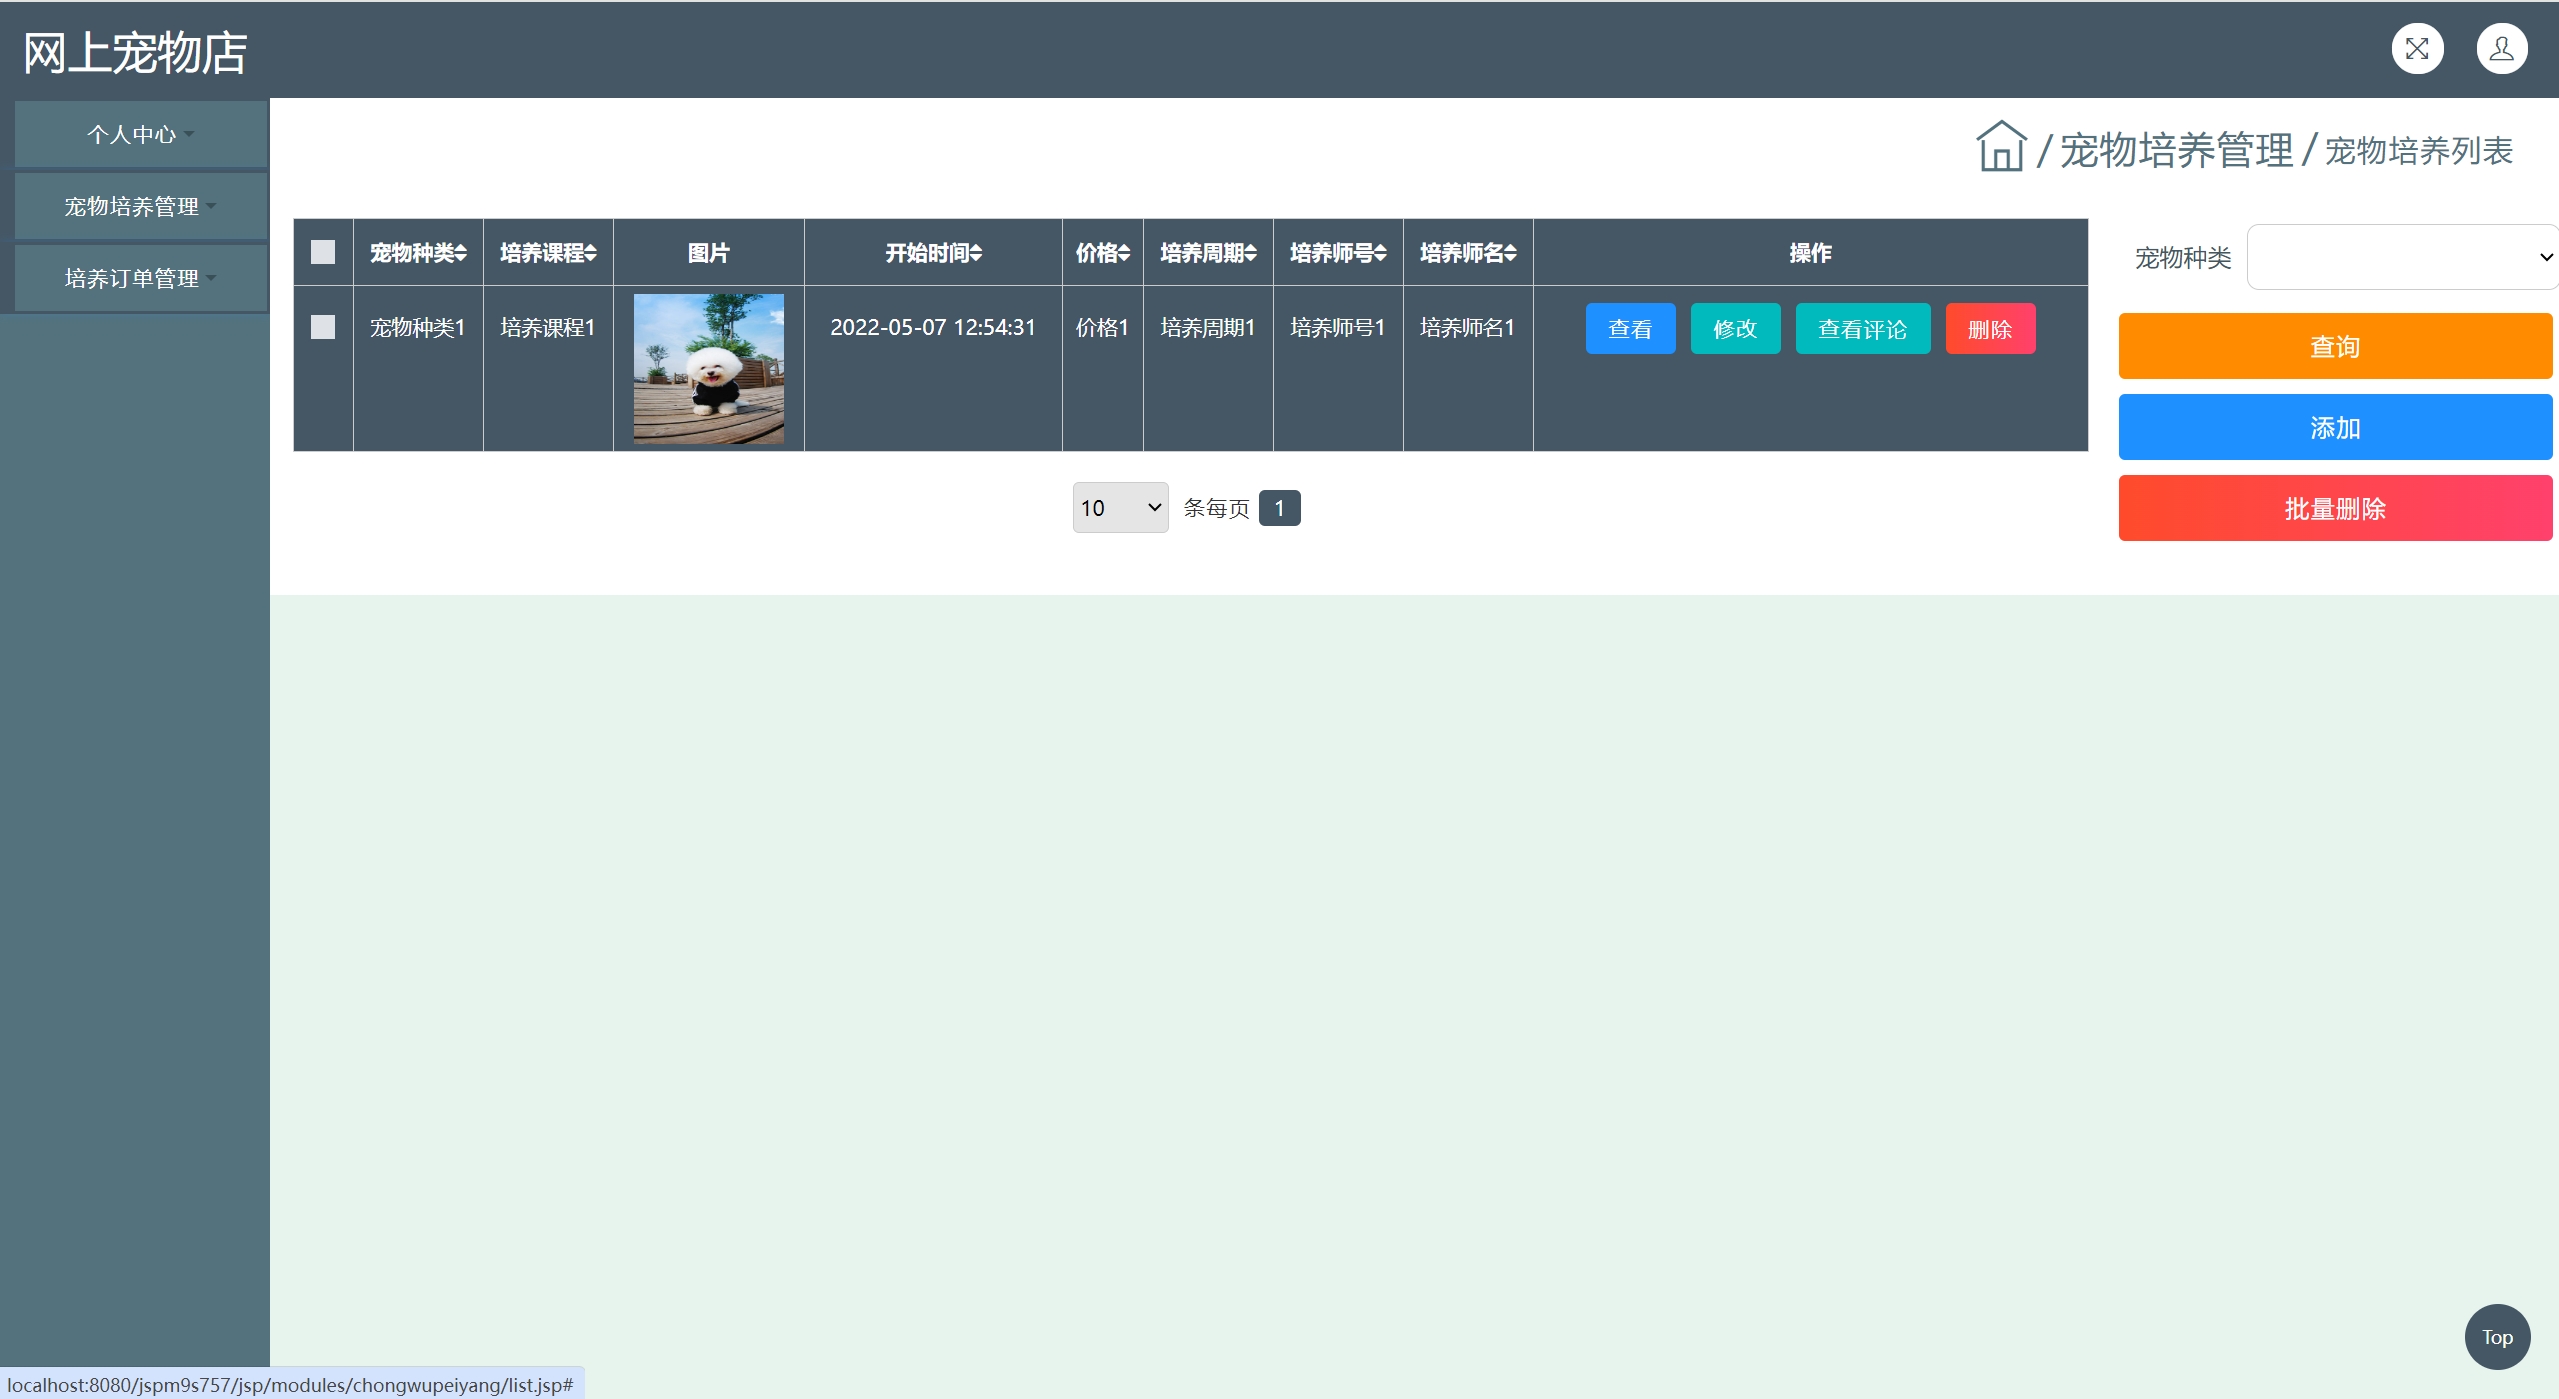 网上宠物店
个人中心
宠物培养管理
培养订单管理
/ 宠物培养管理 / 宠物培养列表
宠物种类 培养课程 图片 开始时间 价格 培养周期 培养师号 培养师名 操作
宠物种类1 培养课程1 2022-05-07 12:54:31 价格1 培养周期1 培养师号1 培养师名1 查看 修改 查看评论 删除
10 条每页 1
宠物种类
查询
添加
批量删除
Top
localhost:8080/jspm9s757/jsp/modules/chongwupeiyang/list.jsp#